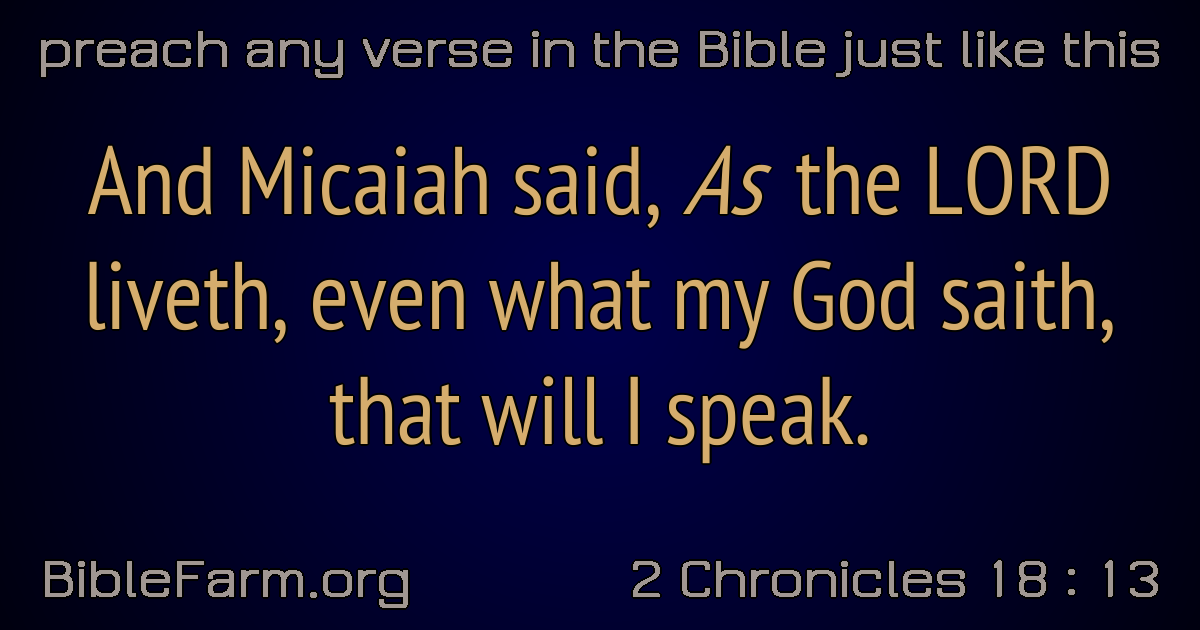 preach any verse in the Bible just like this
And Micaiah said, As the LORD
liveth, even what my God saith,
that will I speak.
BibleFarm.org
2 Chronicles 18 : 13